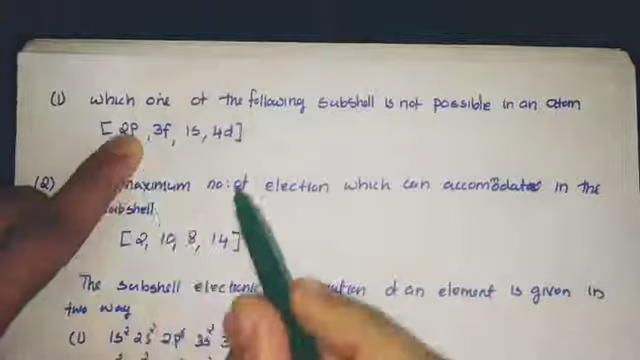 (1) which one of the following subshell is not possible in an atom
[ 2P , 3f , 1s , 4d ]
(2) maximum no: of election which can accomodate in the
subshell
[ 2, 10, 8, 14 ]
The subshell electronic of an element is given in
two way
(1) 1s² 2s² 2p⁶ 3s²